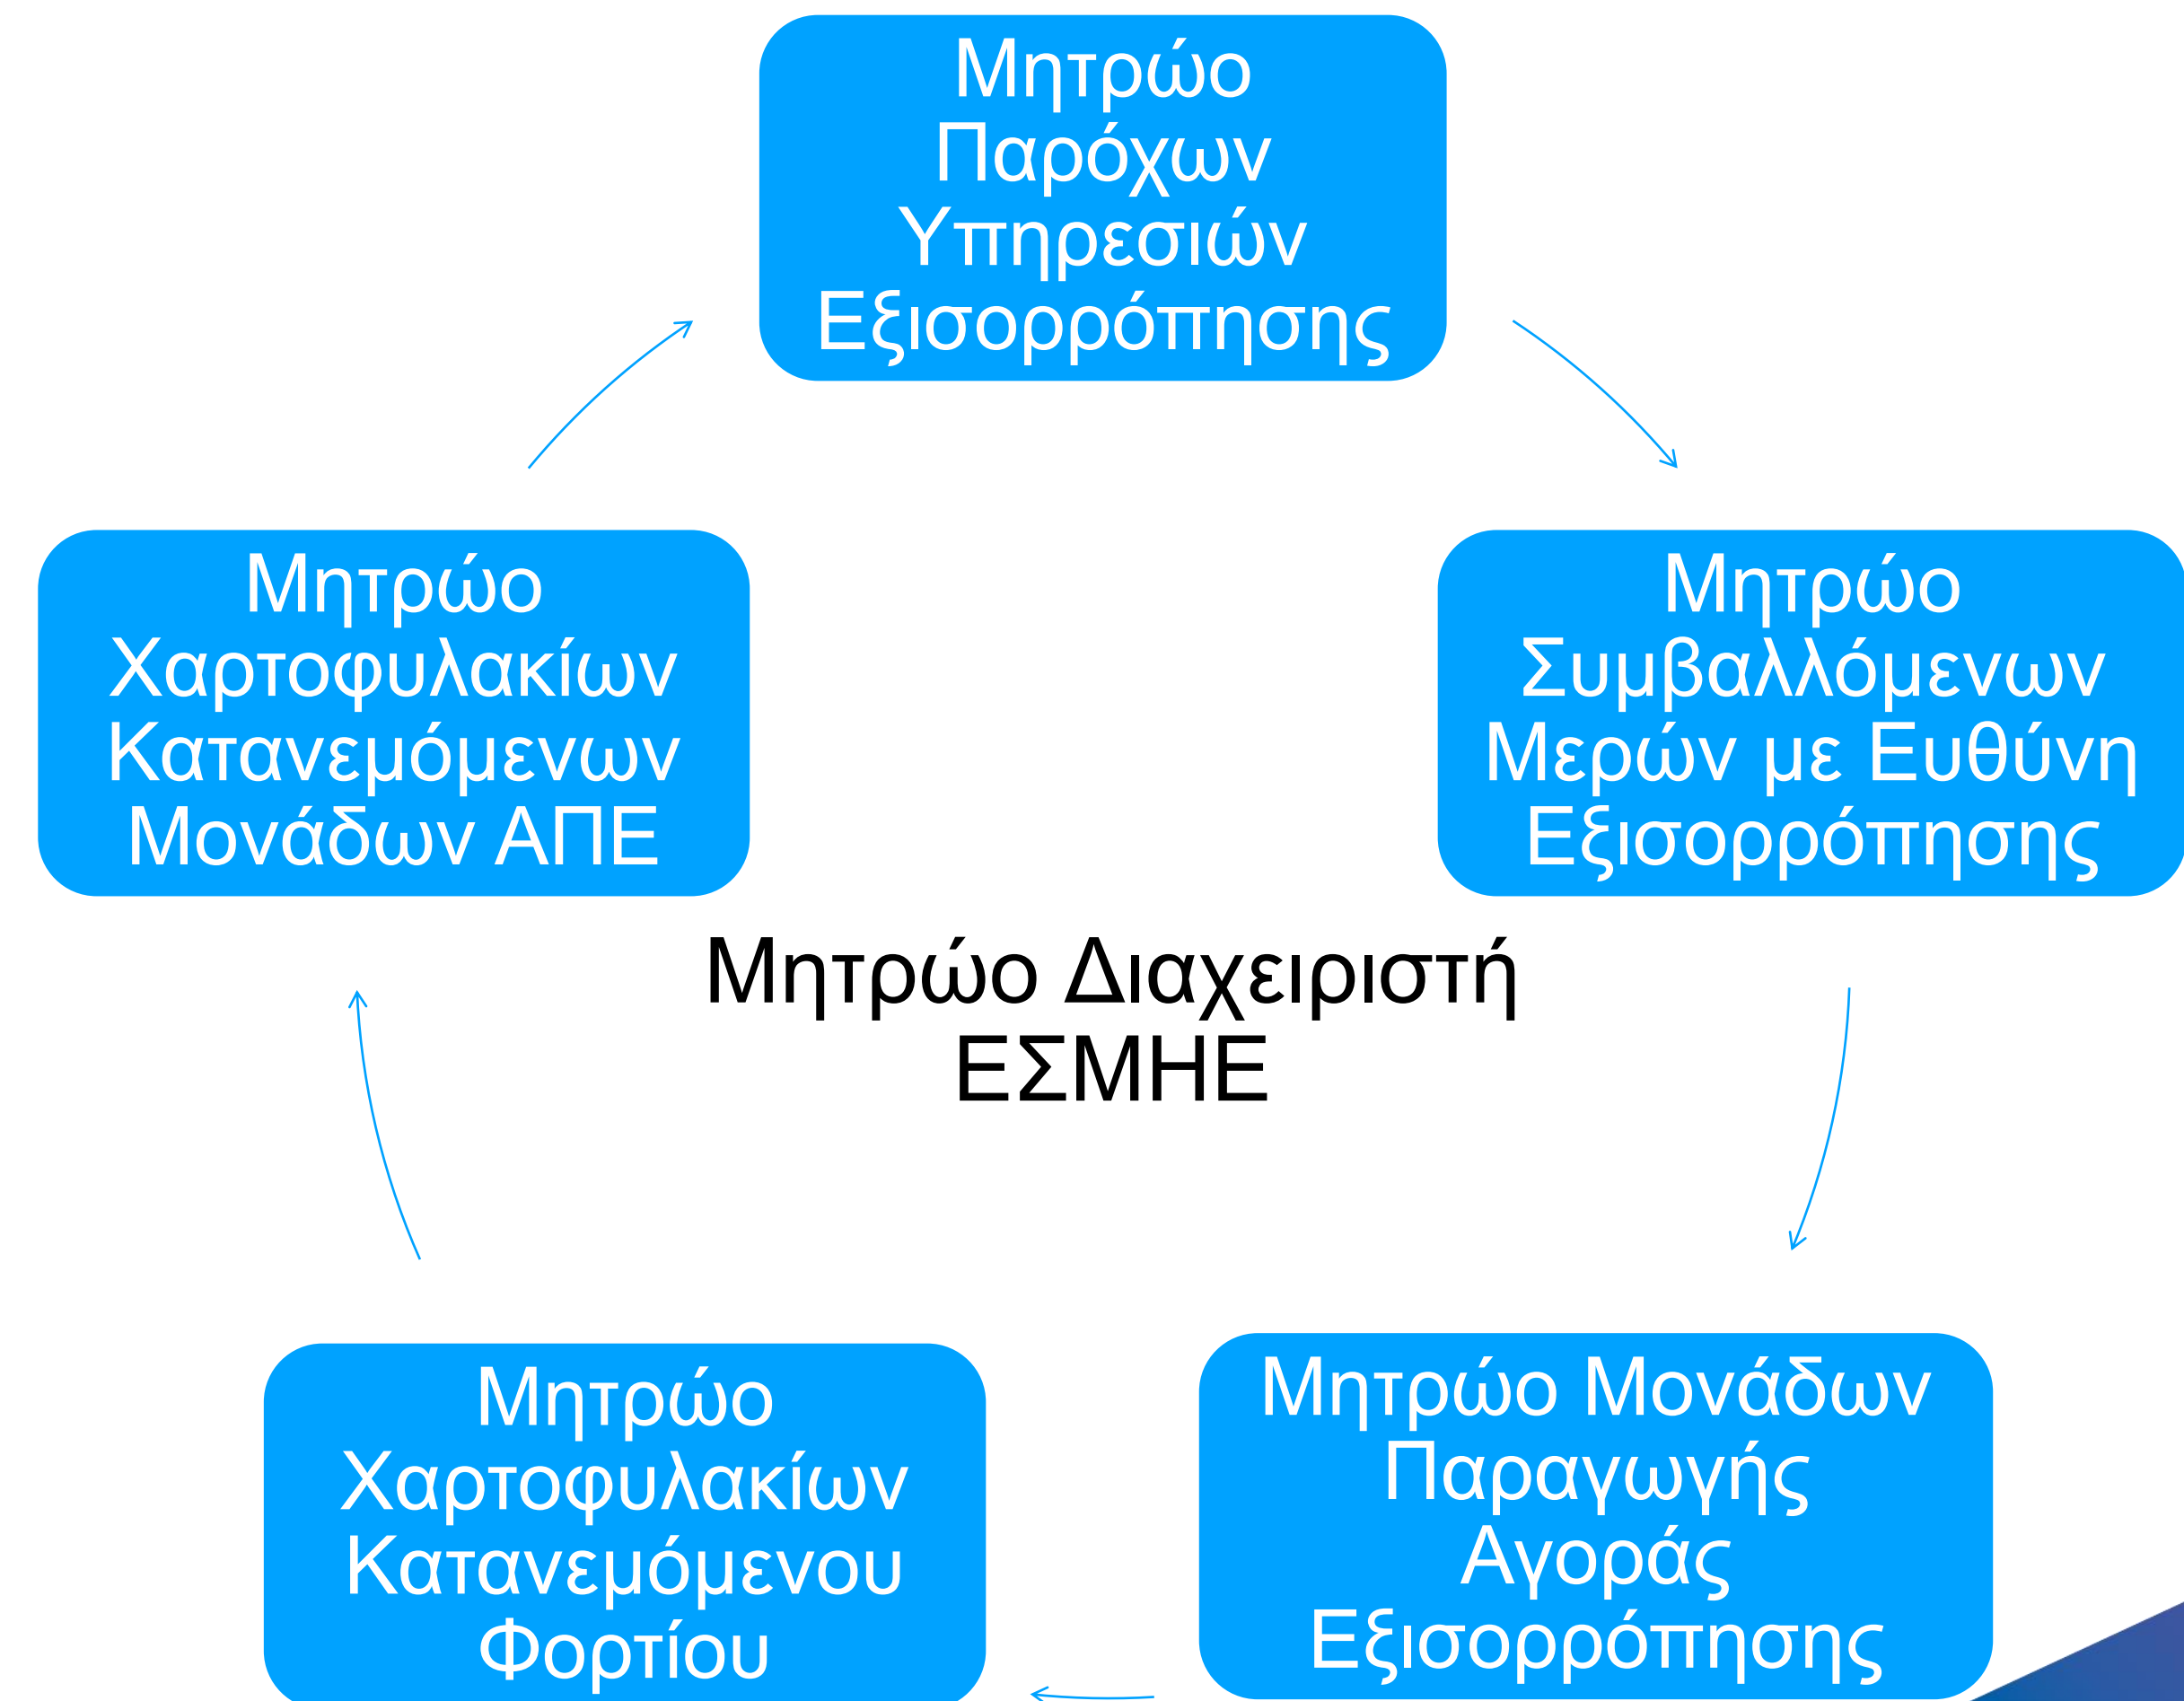 Μητρώο
Παρόχων
Υπηρεσιών
Εξισορρόπησης
Μητρώο
Συμβαλλόμενων
Μερών με Ευθύνη
Εξισορρόπησης
Μητρώο Μονάδων
Παραγωγής
Αγοράς
Εξισορρόπησης
Μητρώο
Χαρτοφυλακίων
Κατανεμόμενου
Φορτίου
Μητρώο
Χαρτοφυλακίων
Κατανεμόμενων
Μονάδων ΑΠΕ
Μητρώο Διαχειριστή
ΕΣΜΗΕ